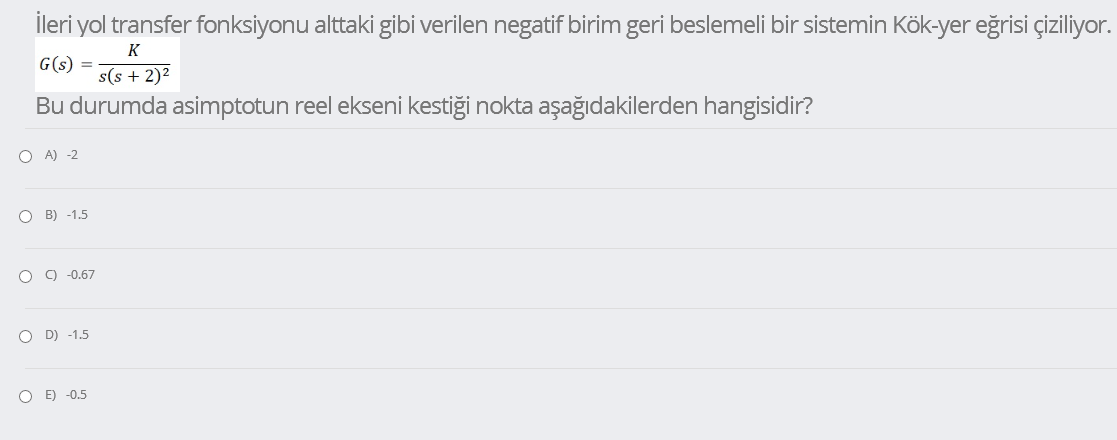 İleri yol transfer fonksiyonu alttaki gibi verilen negatif birim geri beslemeli bir sistemin Kök-yer eğrisi çiziliyor.
G(s) = K / s(s + 2)²
Bu durumda asimptotun reel ekseni kestiği nokta aşağıdakilerden hangisidir?
A) -2
B) -1.5
C) -0.67
D) -1.5
E) -0.5